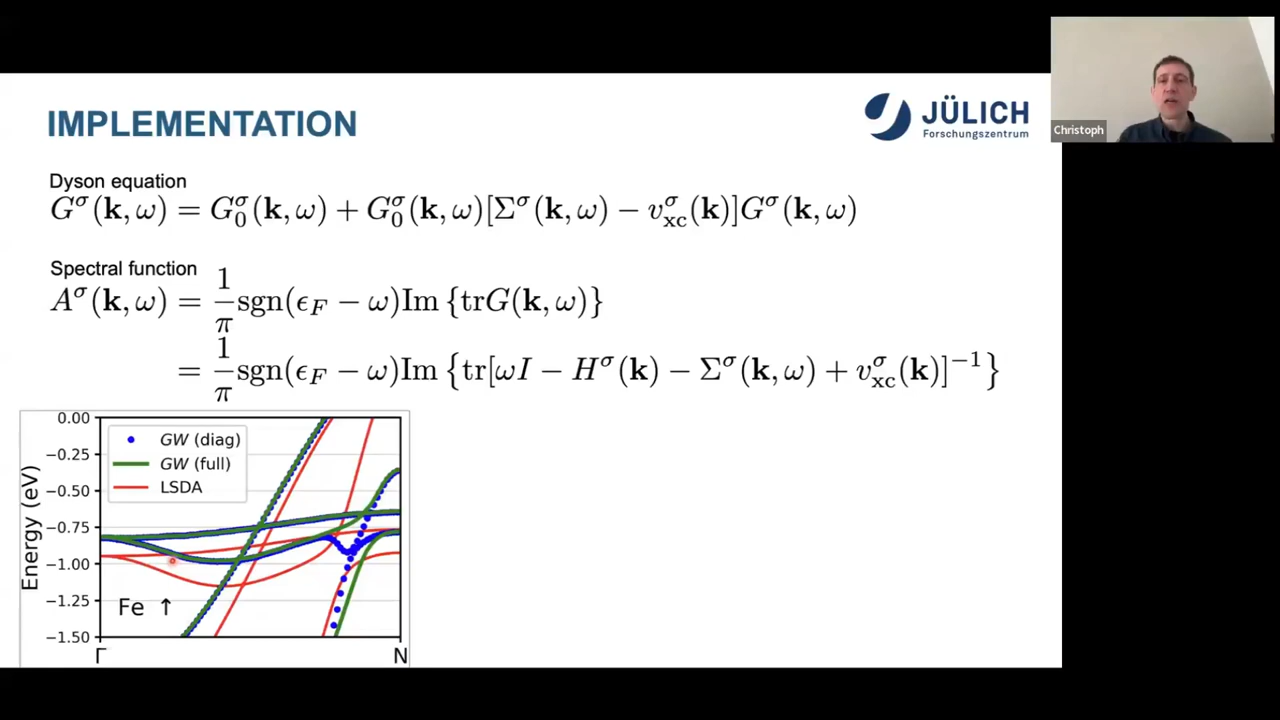 IMPLEMENTATION
JÜLICH
Forschungszentrum
Christoph
Dyson equation
G^σ(k, ω) = G_0^σ(k, ω) + G_0^σ(k, ω)[Σ^σ(k, ω) − v_xc^σ(k)]G^σ(k, ω)
Spectral function
A^σ(k, ω) = 1/π sgn(ϵ_F − ω)Im {trG(k, ω)}
= 1/π sgn(ϵ_F − ω)Im {tr[ωI − H^σ(k) − Σ^σ(k, ω) + v_xc^σ(k)]^−1}
Energy (eV)
0.00
−0.25
−0.50
−0.75
−1.00
−1.25
−1.50
GW (diag)
GW (full)
LSDA
Fe ↑
Γ
N